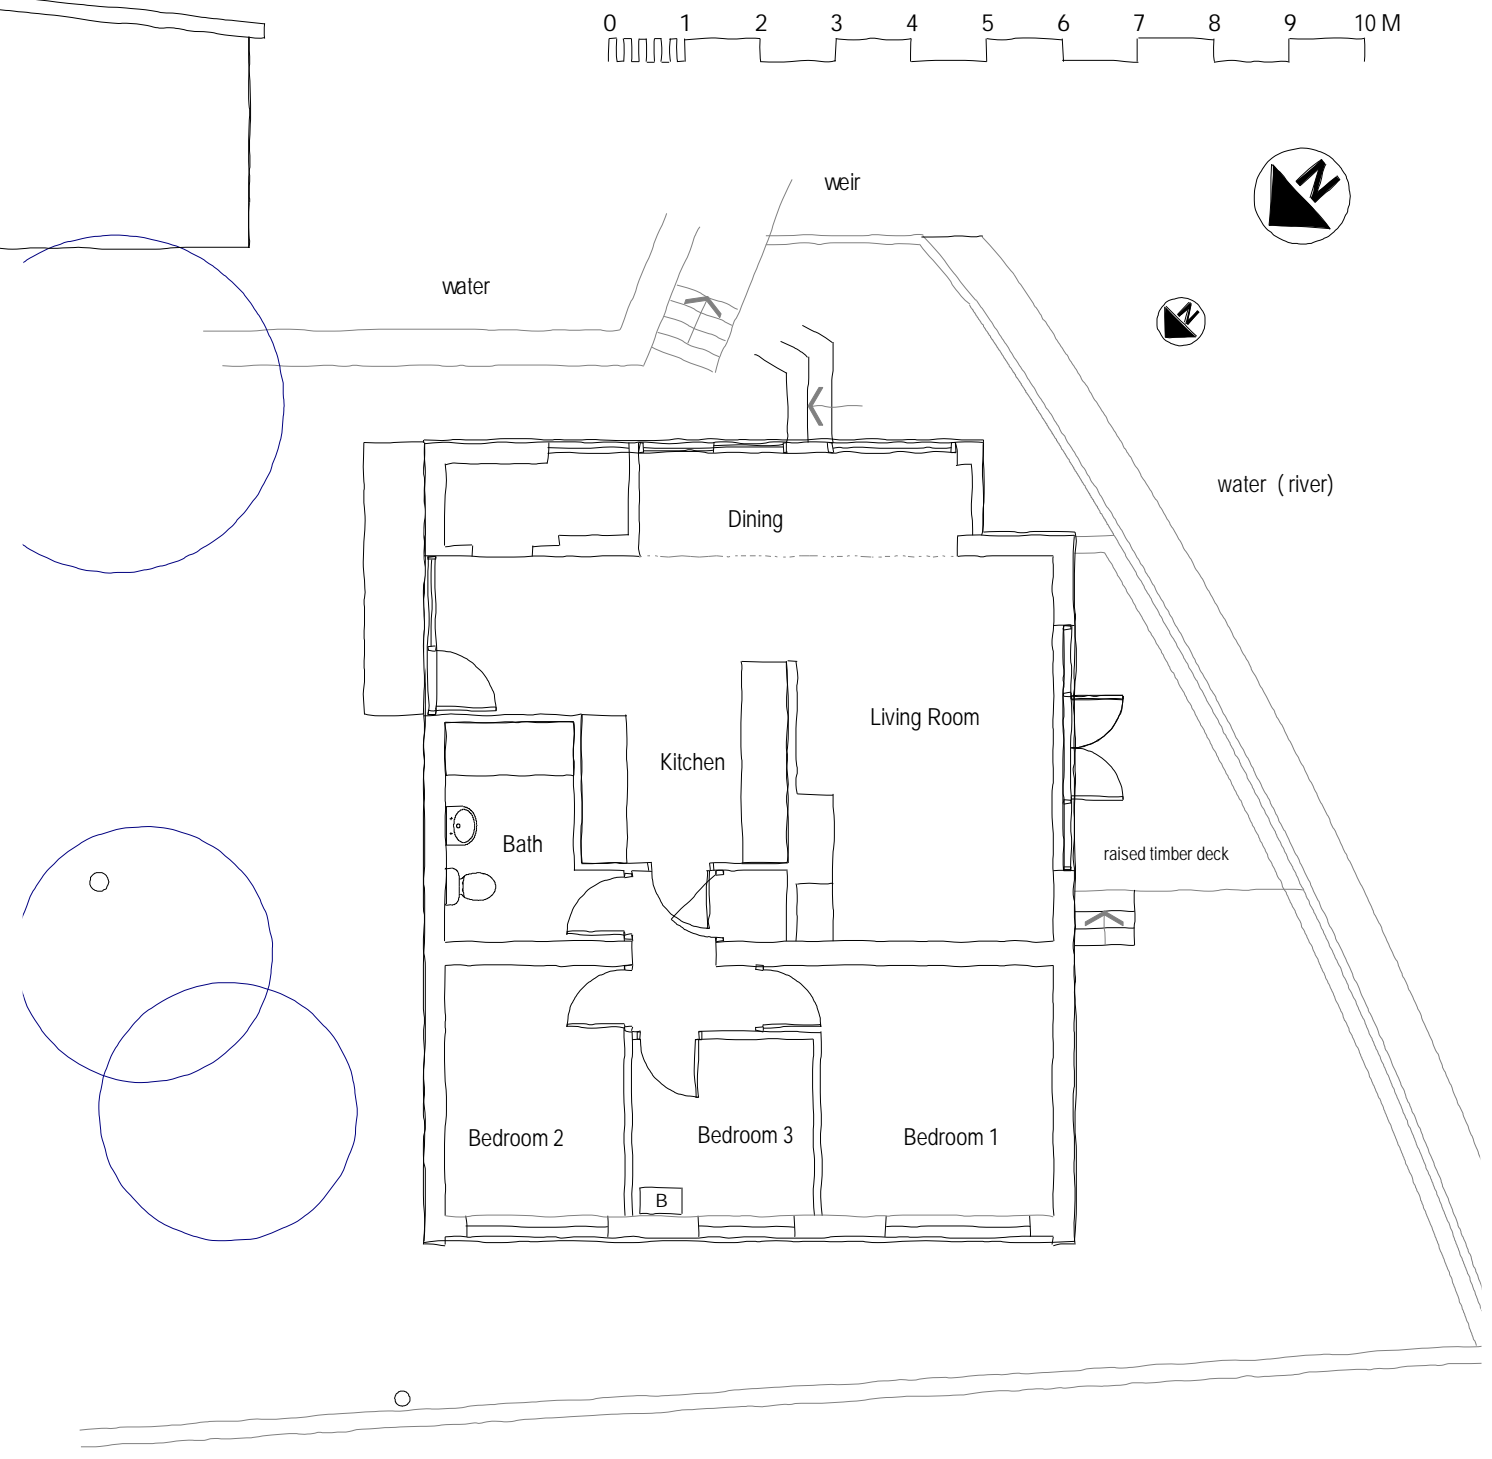 0 1 2 3 4 5 6 7 8 9 10 M
weir
N
water
N
water ( river)
Dining
Living Room
Kitchen
Bath
raised timber deck
Bedroom 2
Bedroom 3
Bedroom 1
B